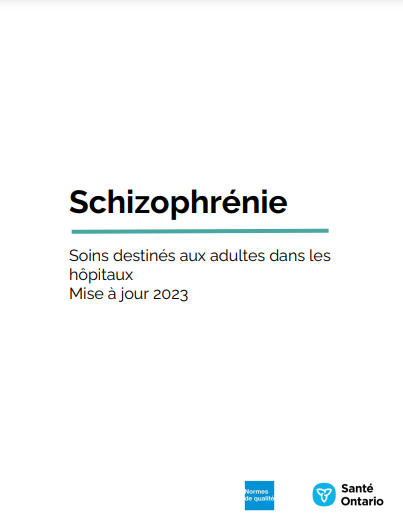 Schizophrénie
Soins destinés aux adultes dans les
hôpitaux
Mise à jour 2023
Normes
de qualité
Santé
Ontario